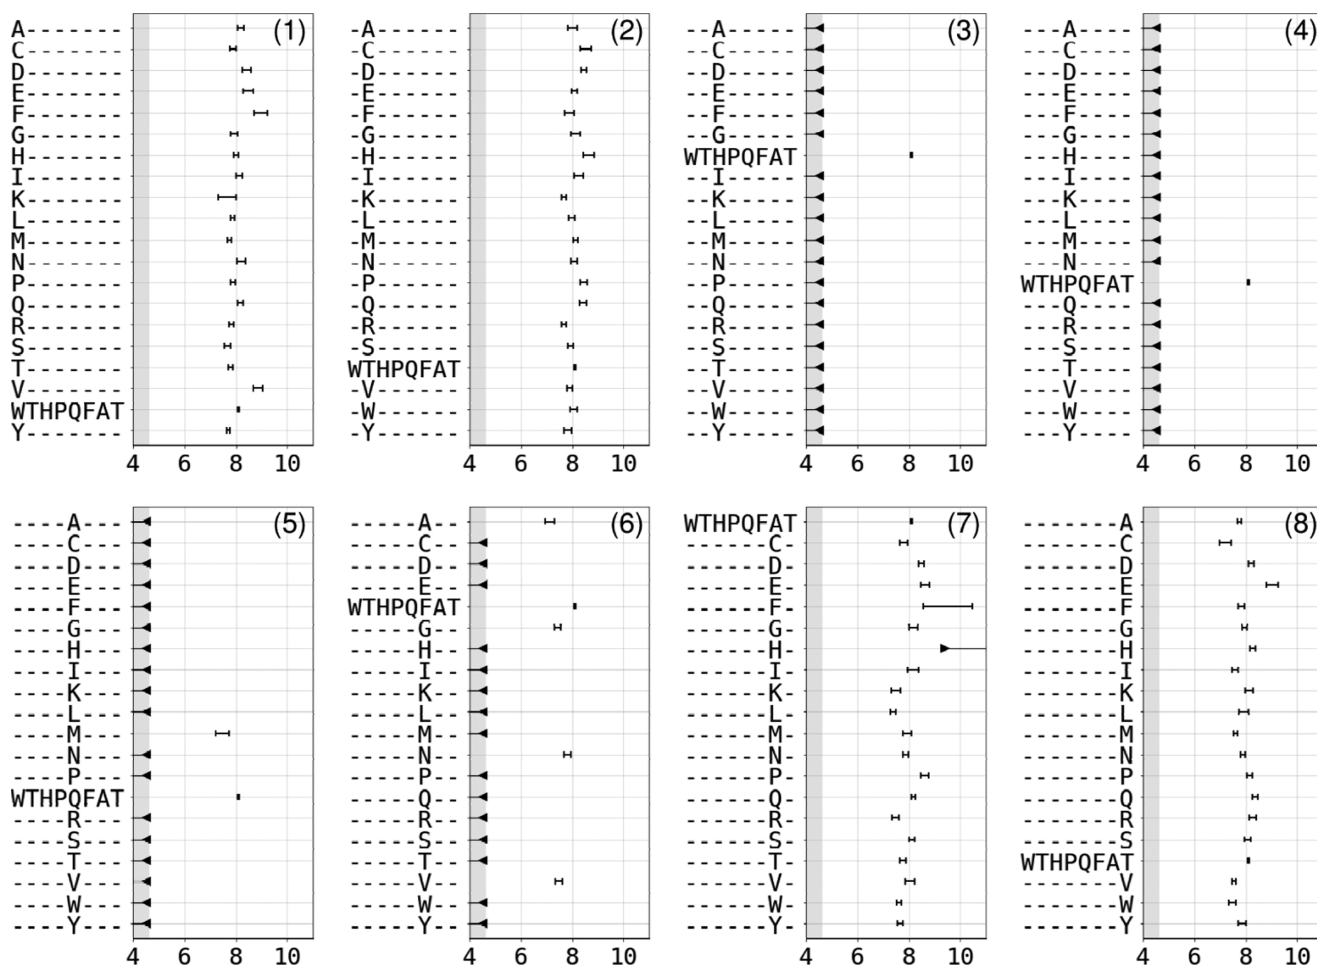 (1)
A-------
C-------
D-------
E-------
F-------
G-------
H-------
I-------
K-------
L-------
M-------
N-------
P-------
Q-------
R-------
S-------
T-------
V-------
WTHPQFAT
Y-------
4 6 8 10
(2)
-A------
-C------
-D------
-E------
-F------
-G------
-H------
-I------
-K------
-L------
-M------
-N------
-P------
-Q------
-R------
-S------
WTHPQFAT
-V------
-W------
-Y------
4 6 8 10
(3)
--A-----
--C-----
--D-----
--E-----
--F-----
--G-----
WTHPQFAT
--I-----
--K-----
--L-----
--M-----
--N-----
--P-----
--Q-----
--R-----
--S-----
--T-----
--V-----
--W-----
--Y-----
4 6 8 10
(4)
---A----
---C----
---D----
---E----
---F----
---G----
---H----
---I----
---K----
---L----
---M----
---N----
WTHPQFAT
---Q----
---R----
---S----
---T----
---V----
---W----
---Y----
4 6 8 10
(5)
----A---
----C---
----D---
----E---
----F---
----G---
----H---
----I---
----K---
----L---
----M---
----N---
----P---
WTHPQFAT
----R---
----S---
----T---
----V---
----W---
----Y---
4 6 8 10
(6)
-----A--
-----C--
-----D--
-----E--
WTHPQFAT
-----G--
-----H--
-----I--
-----K--
-----L--
-----M--
-----N--
-----P--
-----Q--
-----R--
-----S--
-----T--
-----V--
-----W--
-----Y--
4 6 8 10
(7)
WTHPQFAT
------C-
------D-
------E-
------F-
------G-
------H-
------I-
------K-
------L-
------M-
------N-
------P-
------Q-
------R-
------S-
------T-
------V-
------W-
------Y-
4 6 8 10
(8)
-------A
-------C
-------D
-------E
-------F
-------G
-------H
-------I
-------K
-------L
-------M
-------N
-------P
-------Q
-------R
-------S
WTHPQFAT
-------V
-------W
-------Y
4 6 8 10